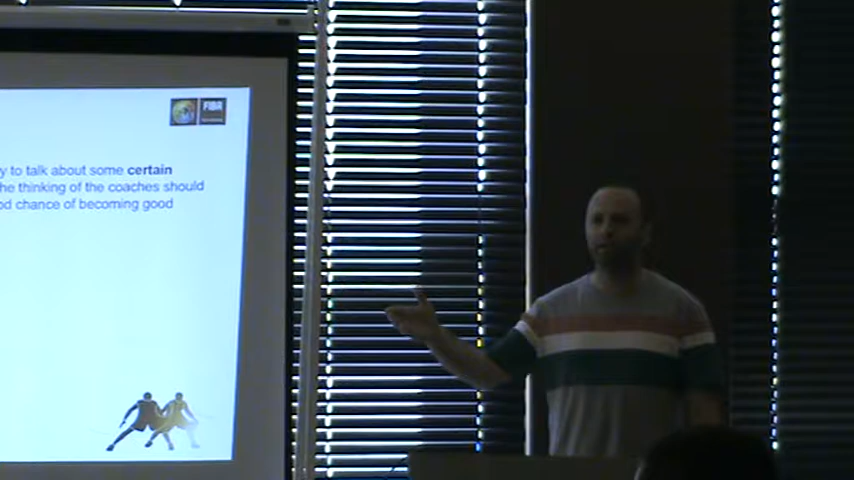 FIBA
y to talk about some certain
he thinking of the coaches should
od chance of becoming good